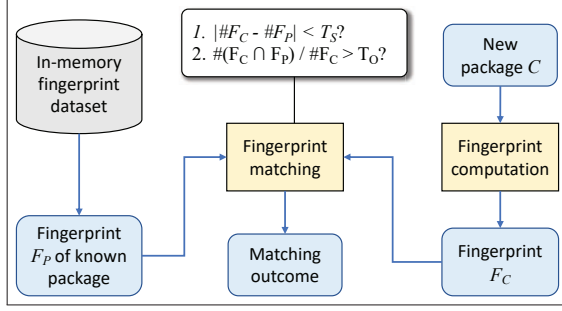 In-memory
fingerprint
dataset
1. |#F_C - #F_P| < T_S?
2. #(F_C ∩ F_P) / #F_C > T_O?
New
package C
Fingerprint
matching
Fingerprint
computation
Fingerprint
F_P of known
package
Matching
outcome
Fingerprint
F_C